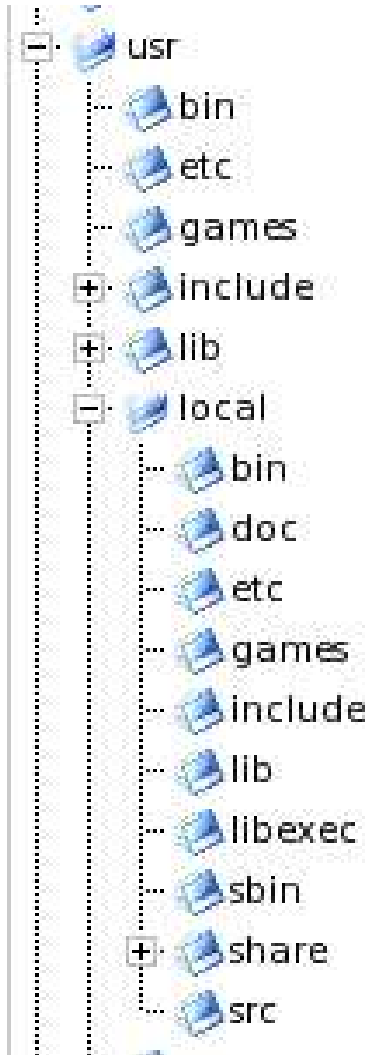 usr
bin
etc
games
include
lib
local
bin
doc
etc
games
include
lib
libexec
sbin
share
src